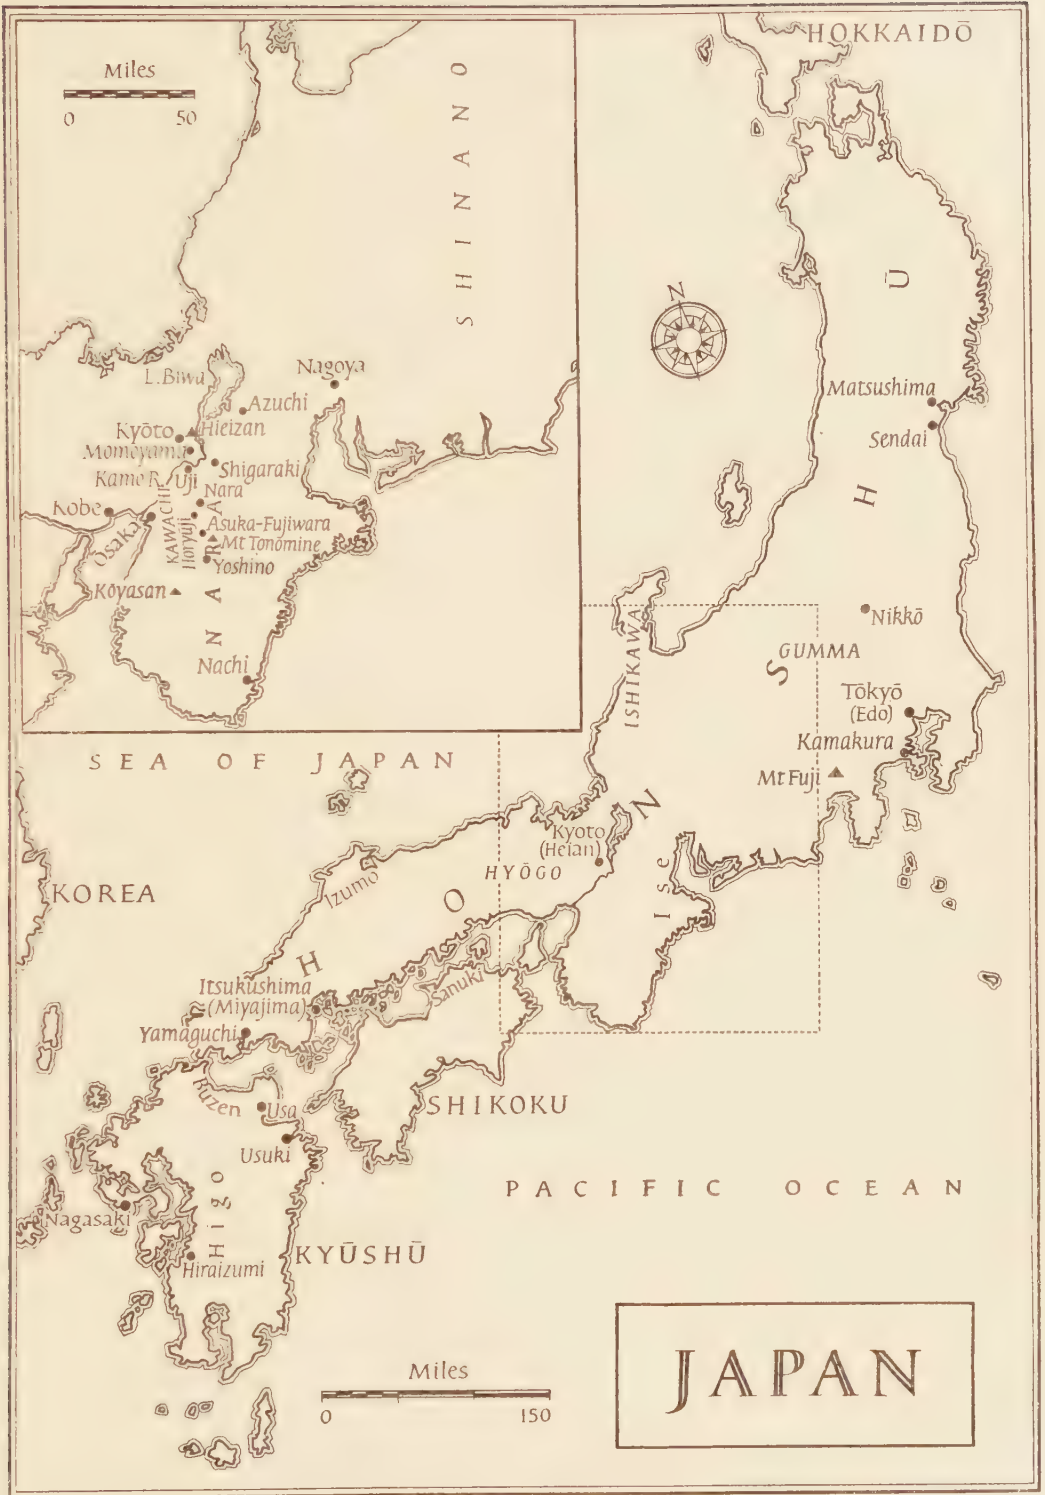 HOKKAIDŌ
Miles
0 50
SHINANO
N
L. Biwa
Nagoya
Azuchi
Kyōto
Hieizan
Momoyama
Kamo R.
Uji
Shigaraki
Nara
Kobe
Ōsaka
KAWACHI
Horyuji
Asuka-Fujiwara
Mt Tonōmine
Yoshino
Kōyasan
NARA
Nachi
Matsushima
Sendai
HONSHŪ
Nikkō
GUMMA
ISHIKAWA
Tōkyō
(Edo)
Kamakura
Mt Fuji
SEA OF JAPAN
Kyoto
(Heian)
HYŌGO
Ise
KOREA
Izumo
Itsukushima
(Miyajima)
Sanuki
Yamaguchi
Buzen
Usa
SHIKOKU
Usuki
PACIFIC OCEAN
Nagasaki
Higo
KYŪSHŪ
Hiraizumi
Miles
0 150
JAPAN